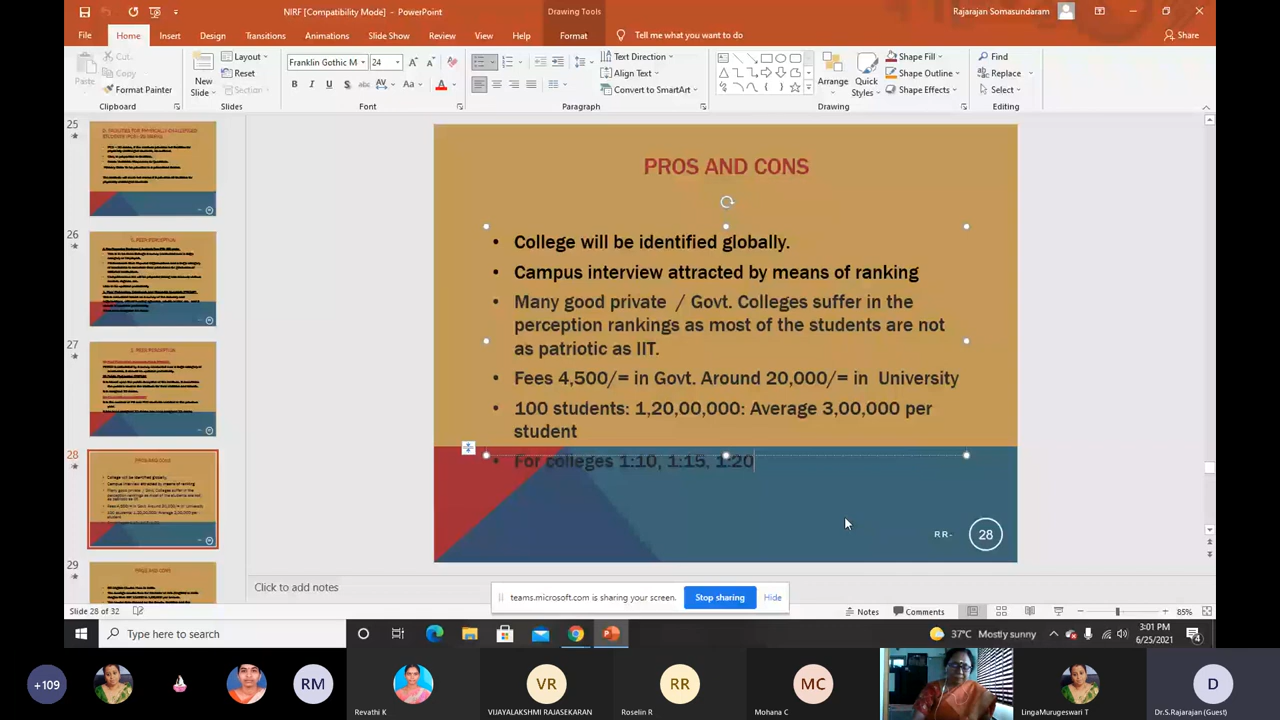 NIRF [Compatibility Mode] - PowerPoint
Drawing Tools
Rajarajan Somasundaram
File
Home
Insert
Design
Transitions
Animations
Slide Show
Review
View
Help
Format
Tell me what you want to do
Share
Paste
Cut
Copy
Format Painter
Clipboard
New
Slide
Layout
Reset
Section
Slides
Franklin Gothic M
24
Font
Text Direction
Align Text
Convert to SmartArt
Paragraph
Arrange
Quick
Styles
Shape Fill
Shape Outline
Shape Effects
Drawing
Find
Replace
Select
Editing
25
26
27
28
29
PROS AND CONS
• College will be identified globally.
• Campus interview attracted by means of ranking
• Many good private / Govt. Colleges suffer in the
perception rankings as most of the students are not
as patriotic as IIT.
• Fees 4,500/= in Govt. Around 20,000/= in University
• 100 students: 1,20,00,000: Average 3,00,000 per
student
• For colleges 1:10, 1:15, 1:20
RR-
28
Click to add notes
teams.microsoft.com is sharing your screen.
Stop sharing
Hide
Slide 28 of 32
Notes
Comments
85%
Type here to search
37°C Mostly sunny
3:01 PM
6/25/2021
4
+109
RM
Revathi K
VR
VIJAYALAKSHMI RAJASEKARAN
RR
Roselin R
MC
Mohana C
LingaMurugeswari T
D
Dr.S.Rajarajan (Guest)